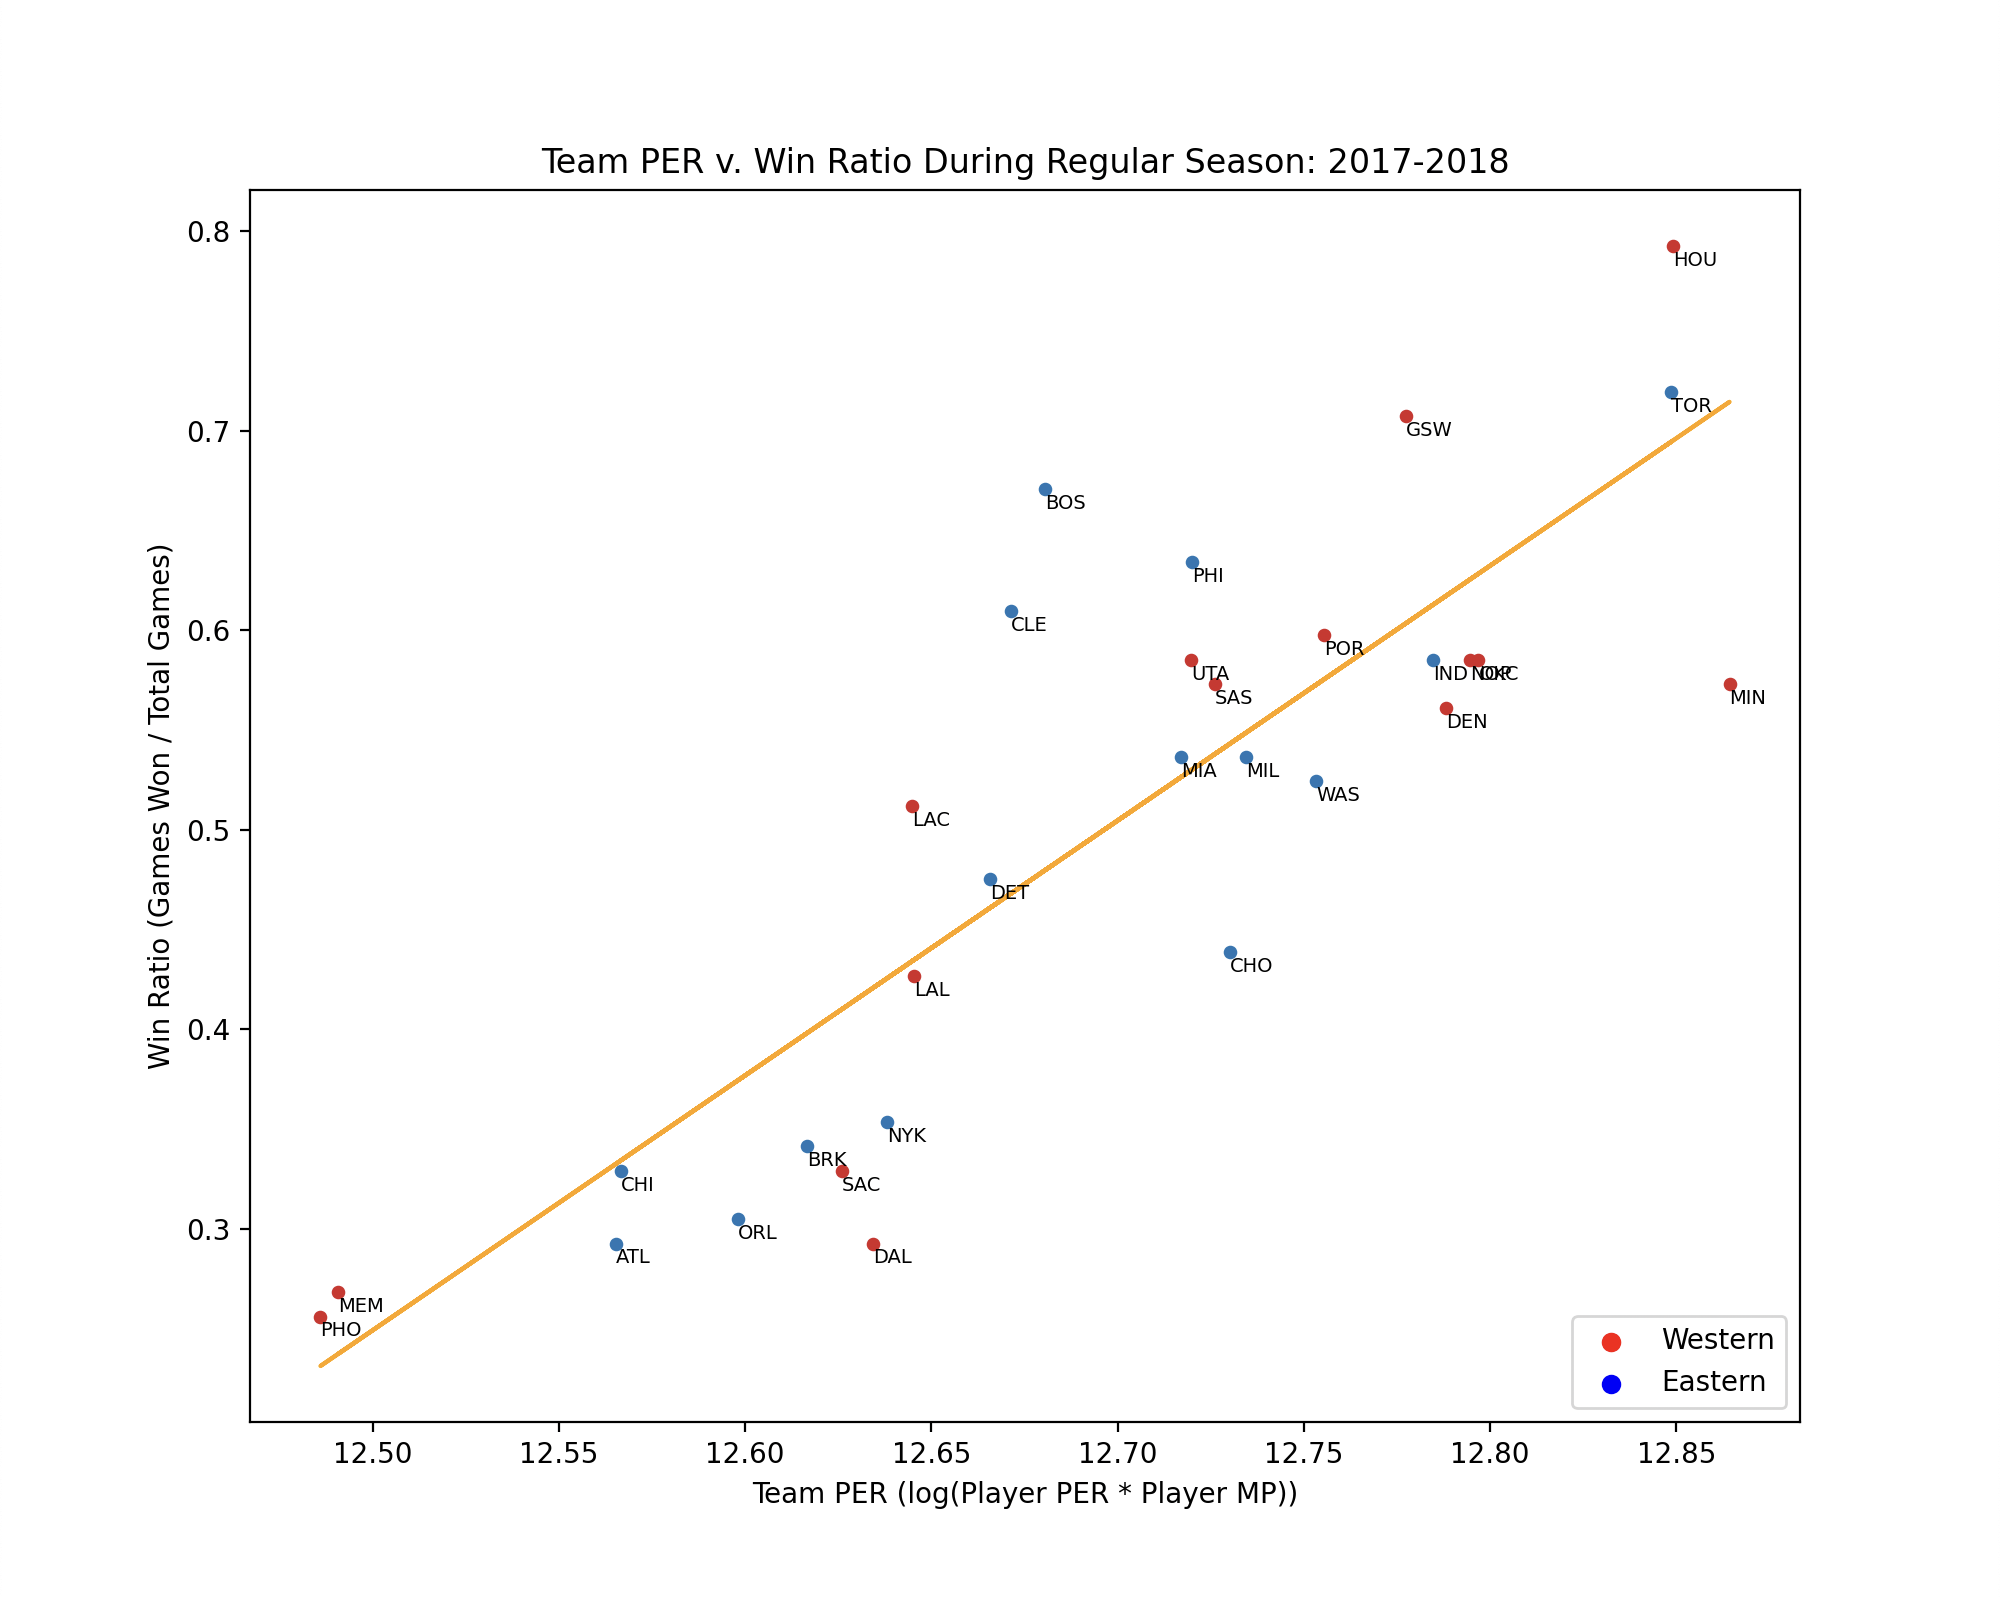 Team PER v. Win Ratio During Regular Season: 2017-2018
0.8
HOU
TOR
0.7
GSW
BOS
PHI
0.6
CLE
POR
UTA
IND
NOP
OKC
SAS
MIN
DEN
MIA
MIL
WAS
0.5
LAC
DET
CHO
LAL
0.4
NYK
BRK
CHI
SAC
0.3
ORL
ATL
DAL
MEM
PHO
Western
Eastern
12.50 12.55 12.60 12.65 12.70 12.75 12.80 12.85
Team PER (log(Player PER * Player MP))
Win Ratio (Games Won / Total Games)